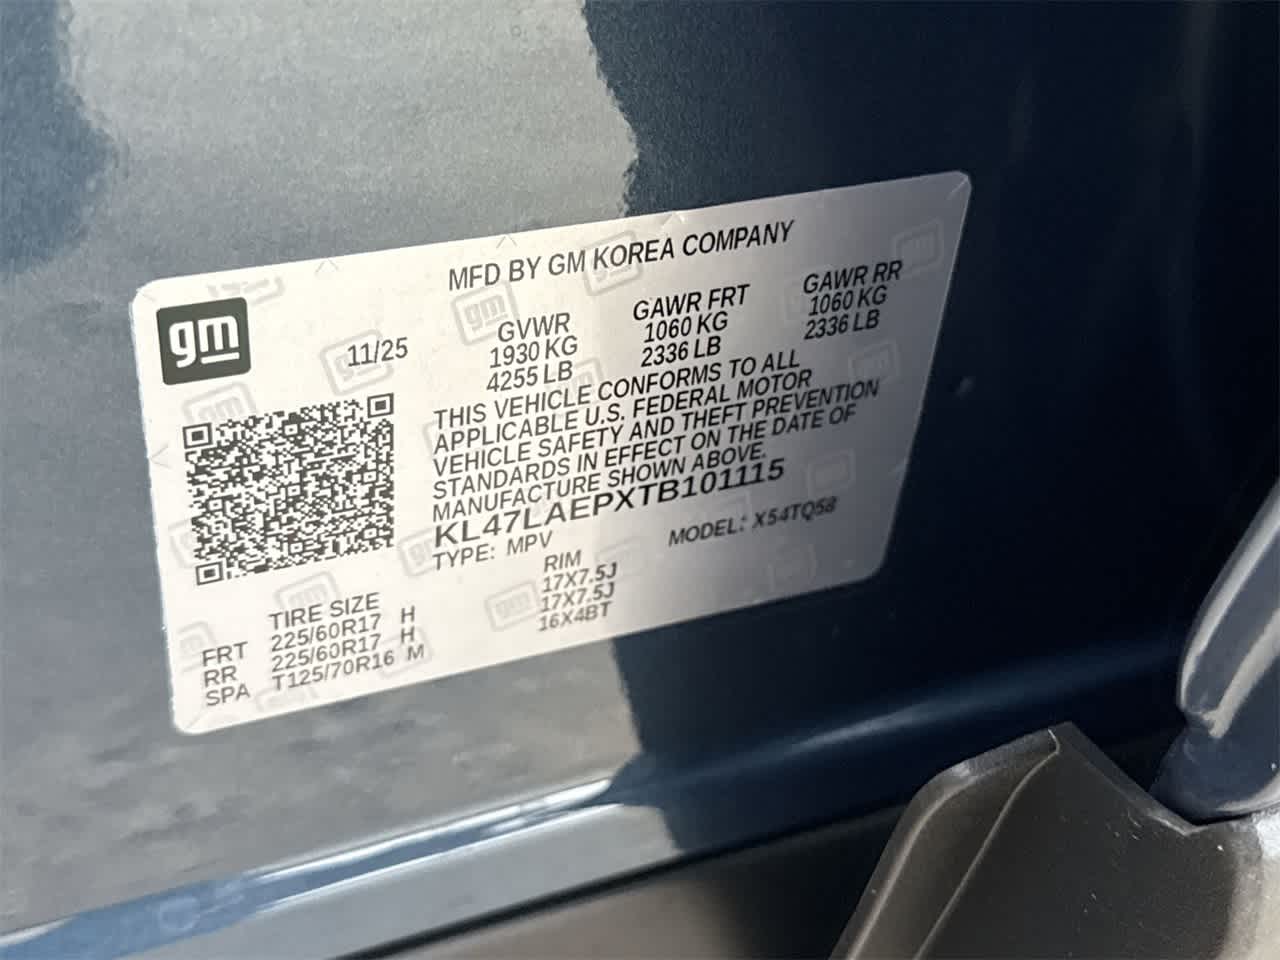 MFD BY GM KOREA COMPANY
gm
11/25
GVWR
1930 KG
4255 LB
GAWR FRT
1060 KG
2336 LB
GAWR RR
1060 KG
2336 LB
THIS VEHICLE CONFORMS TO ALL
APPLICABLE U.S. FEDERAL MOTOR
VEHICLE SAFETY AND THEFT PREVENTION
STANDARDS IN EFFECT ON THE DATE OF
MANUFACTURE SHOWN ABOVE.
KL47LAEPXTB101115
TYPE: MPV
MODEL: X54TQ58
TIRE SIZE
RIM
FRT 225/60R17 H 17X7.5J
RR 225/60R17 H 17X7.5J
SPA T125/70R16 M 16X4BT